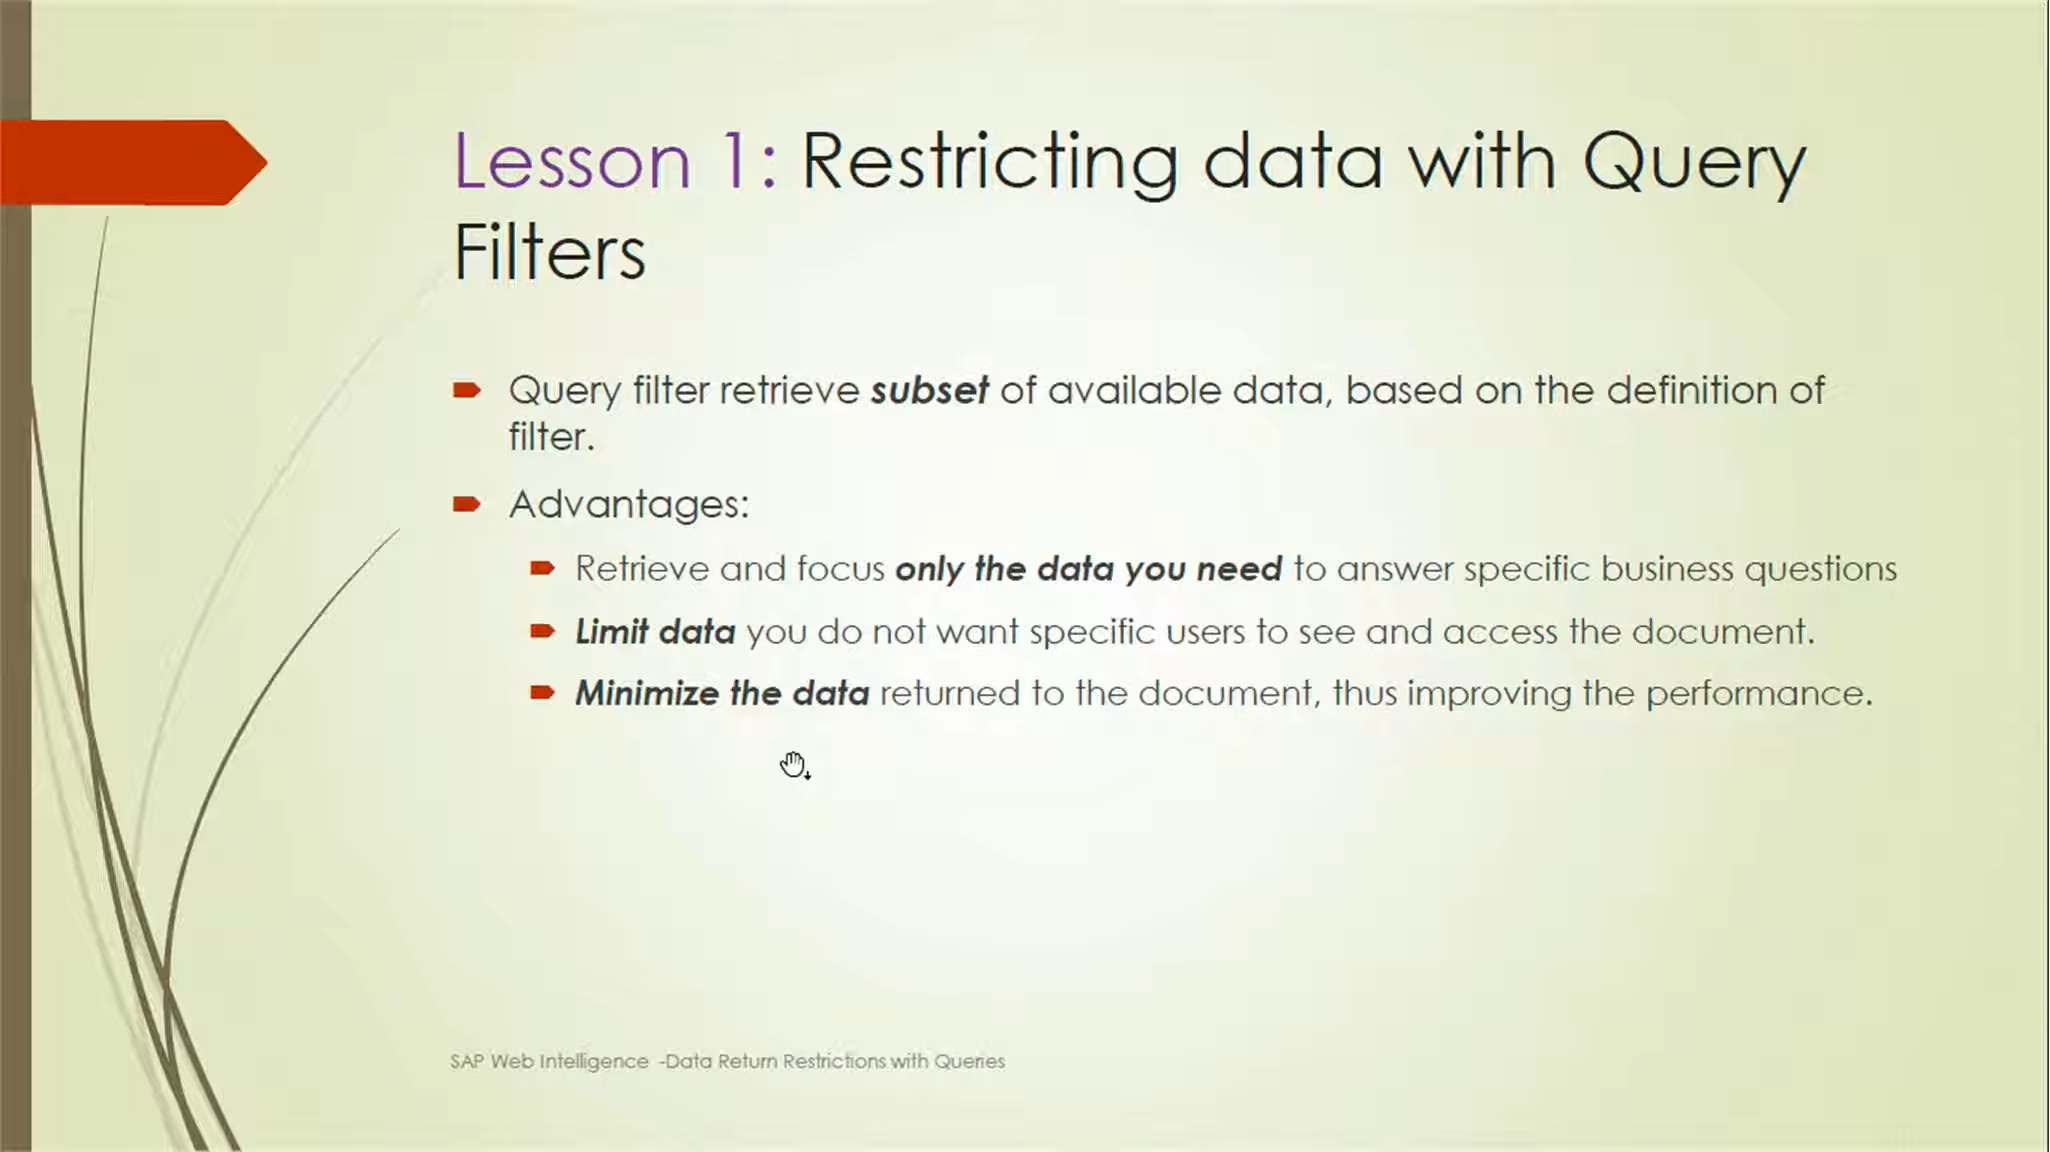 Lesson 1: Restricting data with Query
Filters
Query filter retrieve subset of available data, based on the definition of
filter.
Advantages:
Retrieve and focus only the data you need to answer specific business questions
Limit data you do not want specific users to see and access the document.
Minimize the data returned to the document, thus improving the performance.
SAP Web Intelligence -Data Return Restrictions with Queries